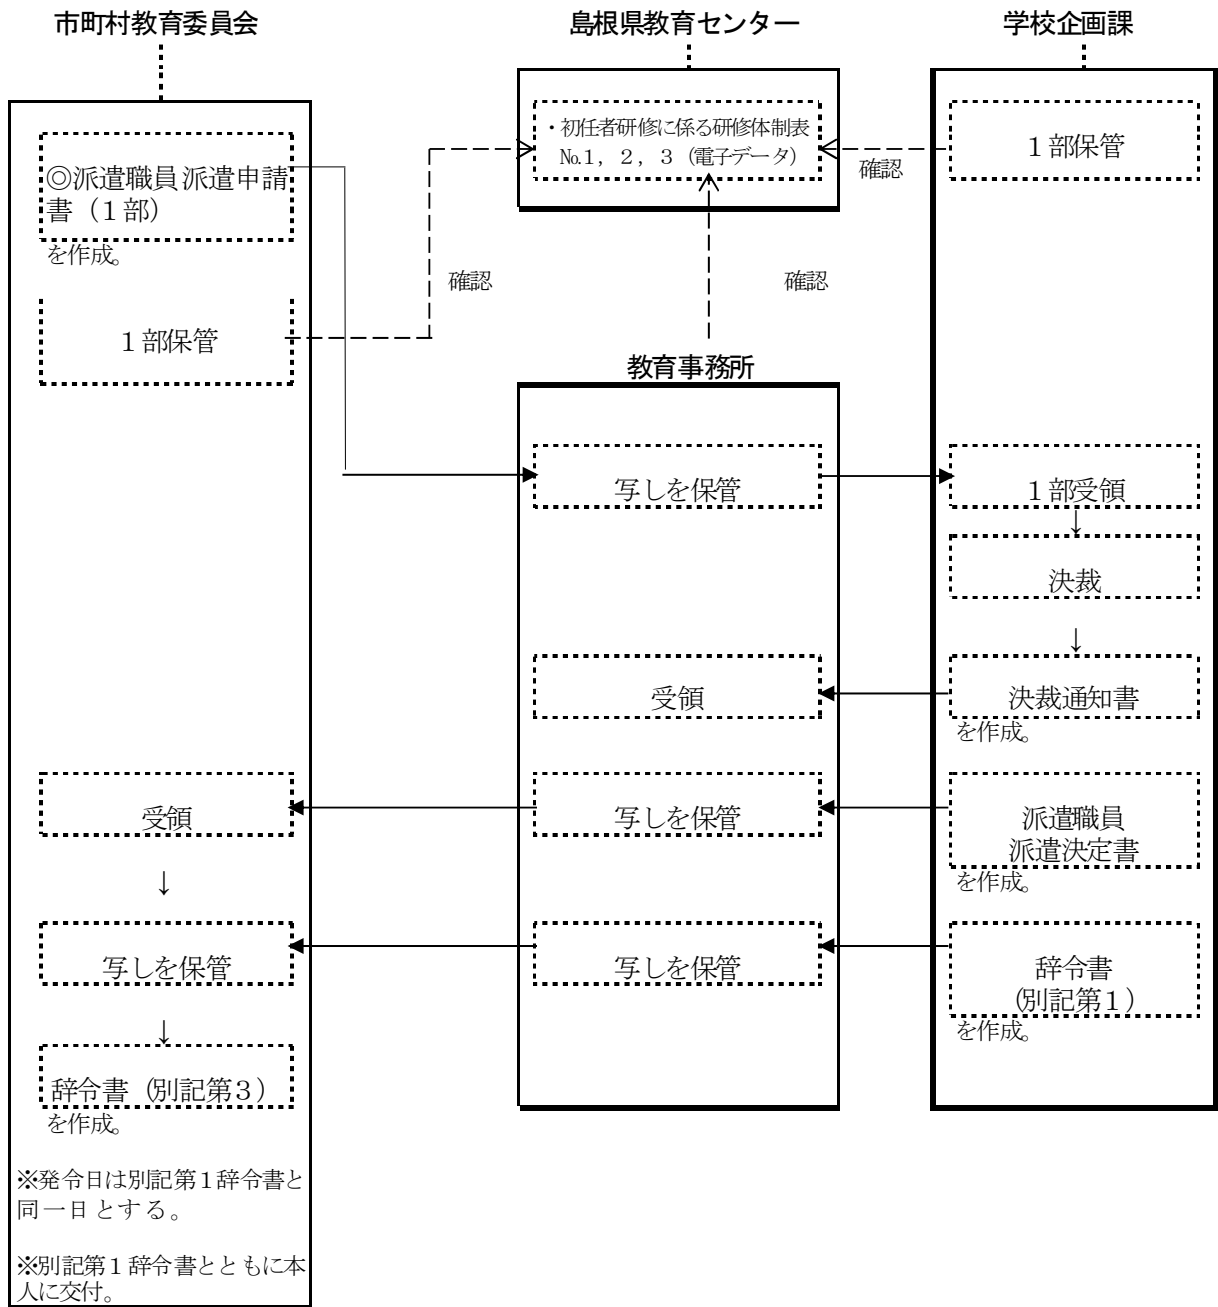 市町村教育委員会
島根県教育センター
学校企画課
◎派遣職員派遣申請
書（１部）
を作成。
１部保管
・初任者研修に係る研修体制表
№1，2，3（電子データ）
１部保管
確認
確認
確認
教育事務所
写しを保管
１部受領
↓
決裁
↓
受領
決裁通知書
を作成。
受領
写しを保管
派遣職員
派遣決定書
を作成。
↓
写しを保管
写しを保管
辞令書
（別記第１）
を作成。
↓
辞令書（別記第３）
を作成。
※発令日は別記第１辞令書と
同一日とする。
※別記第１辞令書とともに本
人に交付。